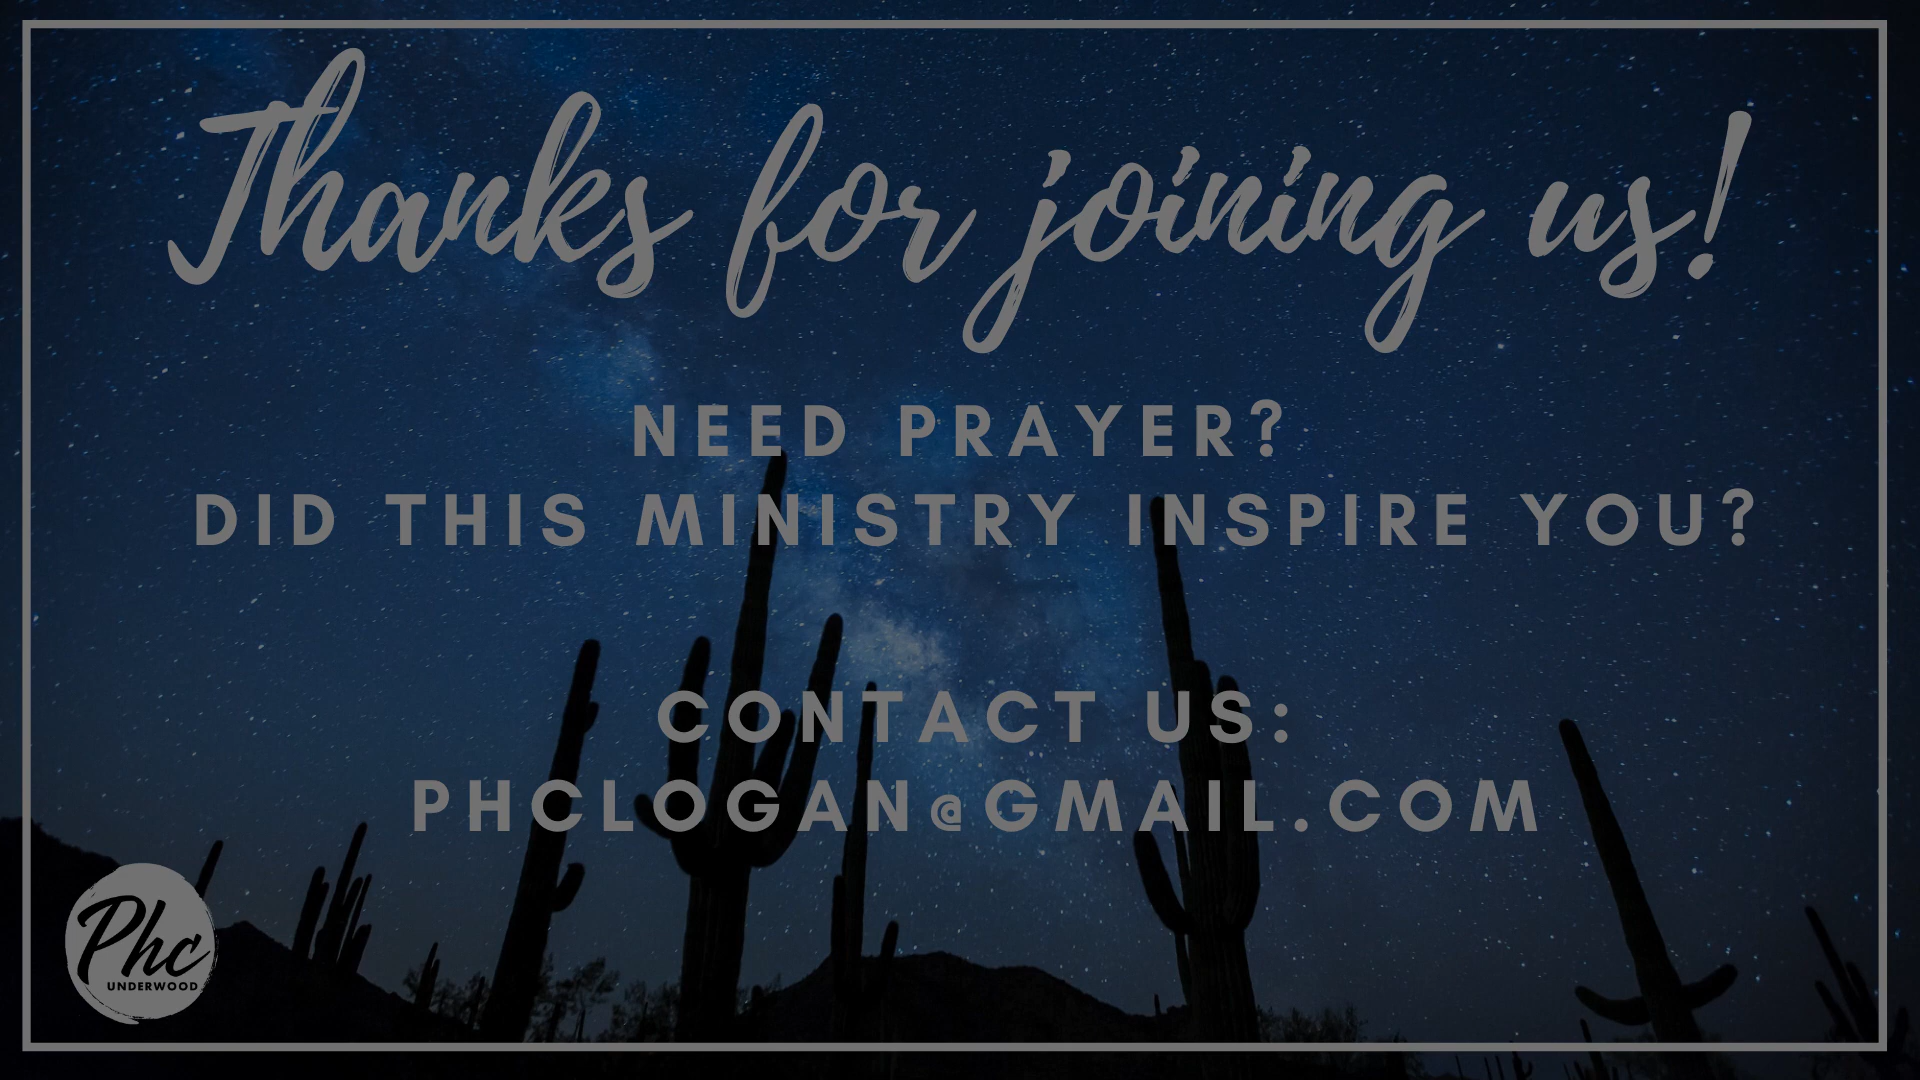 Thanks for joining us!
NEED PRAYER?
DID THIS MINISTRY INSPIRE YOU?
CONTACT US:
PHCLOGAN@GMAIL.COM
Phc
UNDERWOOD